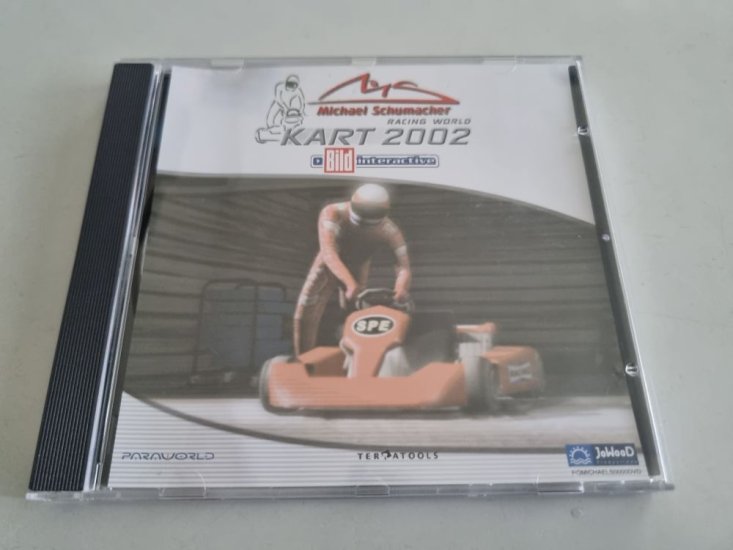 Michael Schumacher
RACING WORLD
KART 2002
Bild interactive
SPE
PARAWORLD
TERRATOOLS
JoWooD